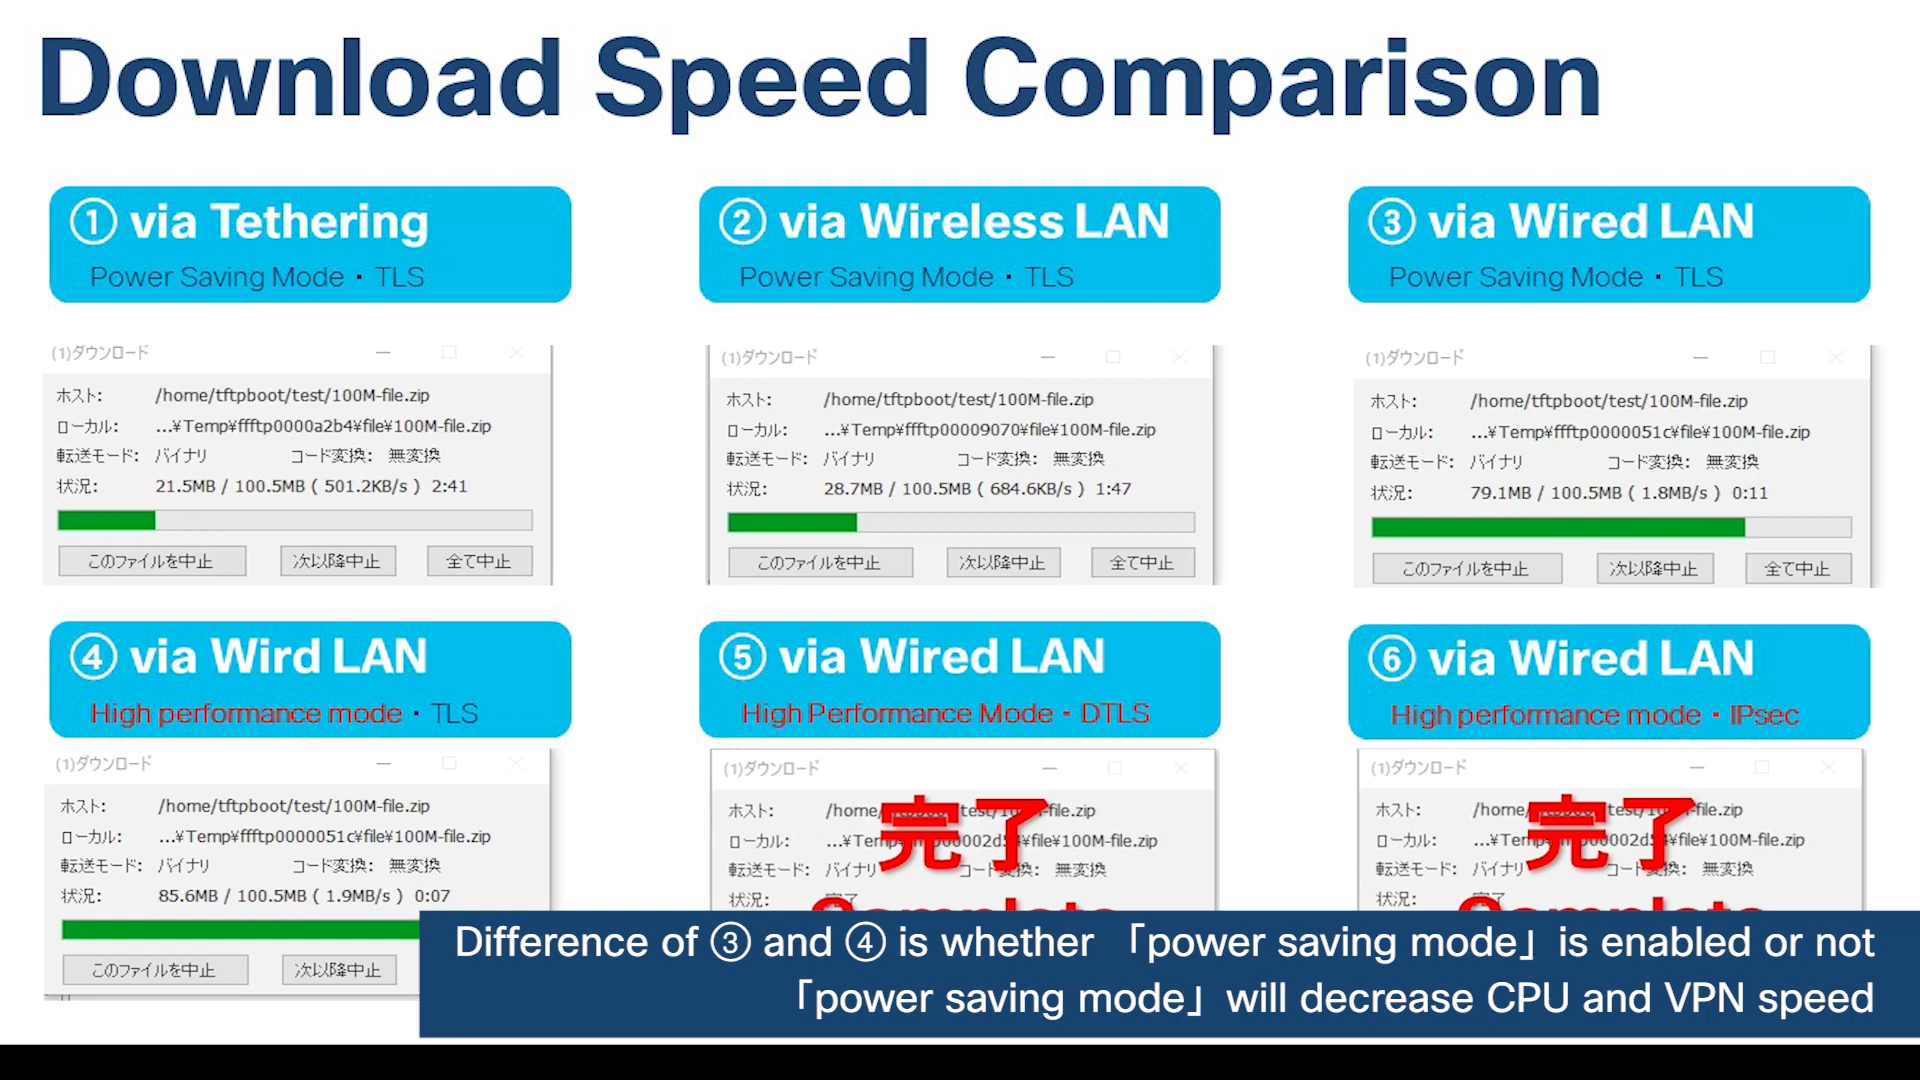 Download Speed Comparison
① via Tethering
Power Saving Mode・TLS
② via Wireless LAN
Power Saving Mode・TLS
③ via Wired LAN
Power Saving Mode・TLS
(1)ダウンロード
ホスト: /home/tftpboot/test/100M-file.zip
ローカル: ...¥Temp¥ffftp0000a2b4¥file¥100M-file.zip
転送モード: バイナリ コード変換: 無変換
状況: 21.5MB / 100.5MB ( 501.2KB/s ) 2:41
このファイルを中止 次以降中止 全て中止
(1)ダウンロード
ホスト: /home/tftpboot/test/100M-file.zip
ローカル: ...¥Temp¥ffftp00009070¥file¥100M-file.zip
転送モード: バイナリ コード変換: 無変換
状況: 28.7MB / 100.5MB ( 684.6KB/s ) 1:47
このファイルを中止 次以降中止 全て中止
(1)ダウンロード
ホスト: /home/tftpboot/test/100M-file.zip
ローカル: ...¥Temp¥ffftp0000051c¥file¥100M-file.zip
転送モード: バイナリ コード変換: 無変換
状況: 79.1MB / 100.5MB ( 1.8MB/s ) 0:11
このファイルを中止 次以降中止 全て中止
④ via Wird LAN
High performance mode・TLS
⑤ via Wired LAN
High Performance Mode・DTLS
⑥ via Wired LAN
High performance mode・IPsec
(1)ダウンロード
ホスト: /home/tftpboot/test/100M-file.zip
ローカル: ...¥Temp¥ffftp0000051c¥file¥100M-file.zip
転送モード: バイナリ コード変換: 無変換
状況: 85.6MB / 100.5MB ( 1.9MB/s ) 0:07
このファイルを中止 次以降中止
(1)ダウンロード
ホスト:
ローカル:
転送モード: バイナリ 無変換
状況:
完了
(1)ダウンロード
ホスト:
ローカル:
転送モード: バイナリ 無変換
状況:
完了
Difference of ③ and ④ is whether 「power saving mode」 is enabled or not
「power saving mode」 will decrease CPU and VPN speed